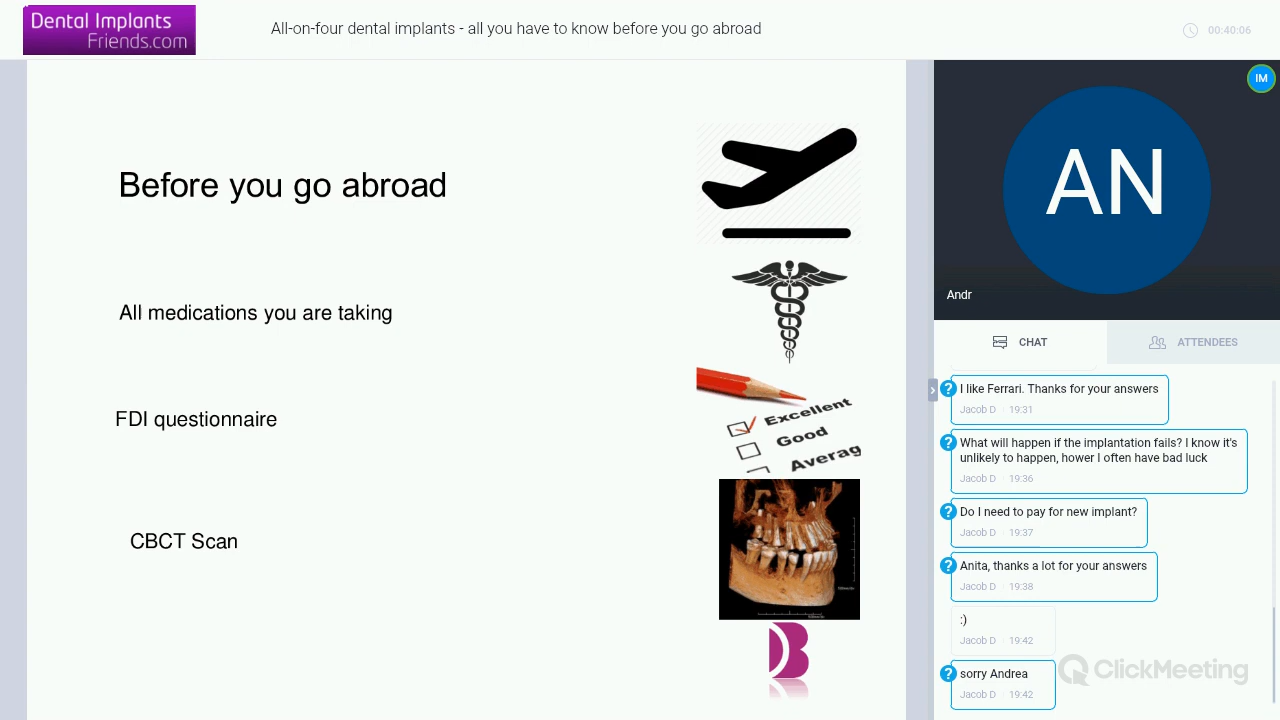 Dental Implants
Friends.com
All-on-four dental implants - all you have to know before you go abroad
00:40:06
Before you go abroad
All medications you are taking
FDI questionnaire
Excellent
Good
Averag
CBCT Scan
IM
AN
Andr
CHAT
ATTENDEES
I like Ferrari. Thanks for your answers
Jacob D · 19:31
What will happen if the implantation fails? I know it's
unlikely to happen, hower I often have bad luck
Jacob D · 19:36
Do I need to pay for new implant?
Jacob D · 19:37
Anita, thanks a lot for your answers
Jacob D · 19:38
:)
Jacob D · 19:42
sorry Andrea
Jacob D · 19:42
ClickMeeting